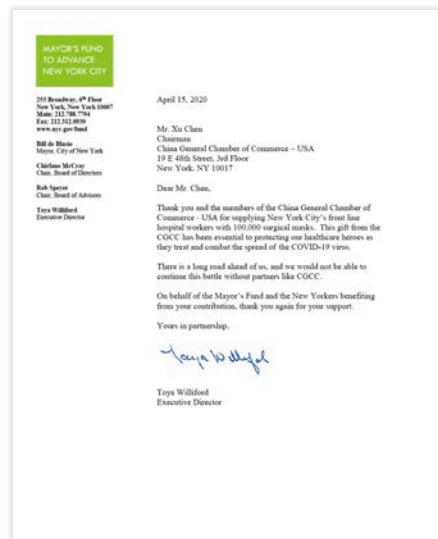 MAYOR'S FUND
TO ADVANCE
NEW YORK CITY
253 Broadway, 6th Floor
New York, New York 10007
Main: 212.788.7794
Fax: 212.312.0930
www.nyc.gov/fund
Bill de Blasio
Mayor, City of New York
Chirlane McCray
Chair, Board of Directors
Rob Speyer
Chair, Board of Advisors
Toya Williford
Executive Director
April 15, 2020
Mr. Xu Chen
Chairman
China General Chamber of Commerce – USA
19 E 48th Street, 3rd Floor
New York, NY 10017
Dear Mr. Chen,
Thank you and the members of the China General Chamber of
Commerce - USA for supplying New York City's front line
hospital workers with 100,000 surgical masks. This gift from the
CGCC has been essential to protecting our healthcare heroes as
they treat and combat the spread of the COVID-19 virus.
There is a long road ahead of us, and we would not be able to
continue this battle without partners like CGCC.
On behalf of the Mayor's Fund and the New Yorkers benefiting
from your contribution, thank you again for your support.
Yours in partnership,
Toya Williford
Toya Williford
Executive Director